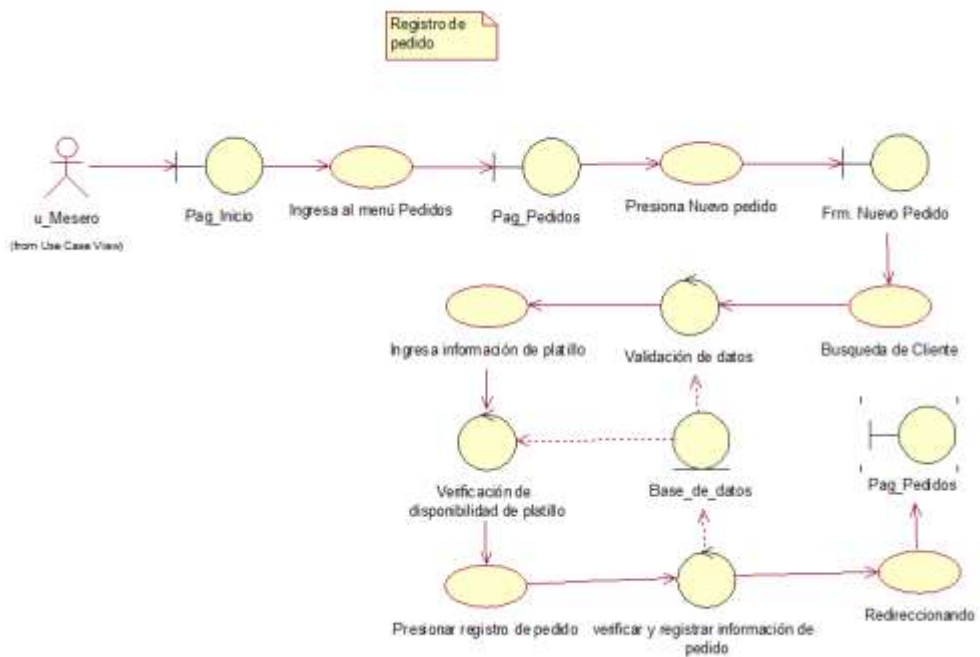 Registro de
pedido
u_Mesero
(from Use Case View)
Pag_Inicio
Ingresa al menú Pedidos
Pag_Pedidos
Presiona Nuevo pedido
Frm. Nuevo Pedido
Ingresa información de platillo
Validación de datos
Busqueda de Cliente
Verificación de
disponibilidad de platillo
Base_de_datos
Pag_Pedidos
Presionar registro de pedido
verificar y registrar información de
pedido
Redireccionando